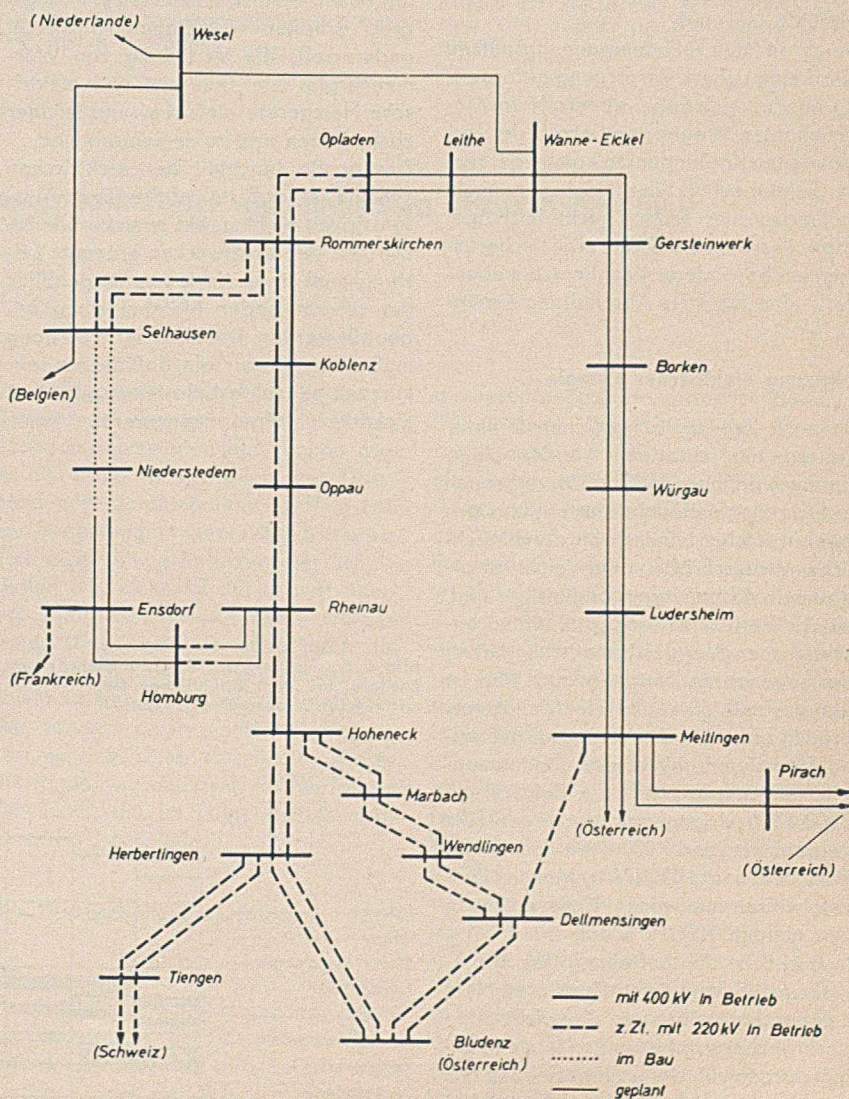 (Niederlande)
Wesel
Opladen
Leithe
Wanne-Eickel
Rommerskirchen
Gersteinwerk
Selhausen
Koblenz
Borken
(Belgien)
Niederstedem
Oppau
Würgau
Ensdorf
Rheinau
Ludersheim
(Frankreich)
Homburg
Hoheneck
Meitingen
Pirach
Marbach
(Österreich)
Herbertingen
Wendlingen
(Österreich)
Dellmensingen
Tiengen
(Schweiz)
Bludenz
(Österreich)
mit 400 kV in Betrieb
z.Zt. mit 220 kV in Betrieb
im Bau
geplant